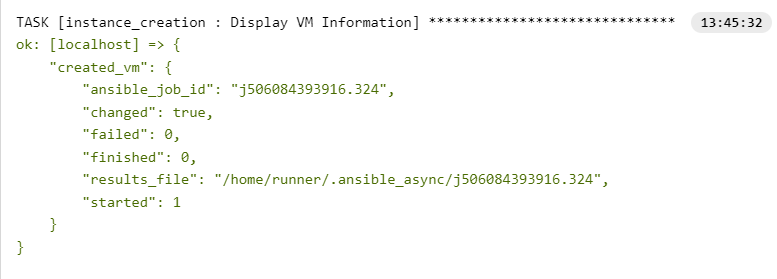 TASK [instance_creation : Display VM Information] ****************************** 13:45:32
ok: [localhost] => {
    "created_vm": {
        "ansible_job_id": "j506084393916.324",
        "changed": true,
        "failed": 0,
        "finished": 0,
        "results_file": "/home/runner/.ansible_async/j506084393916.324",
        "started": 1
    }
}